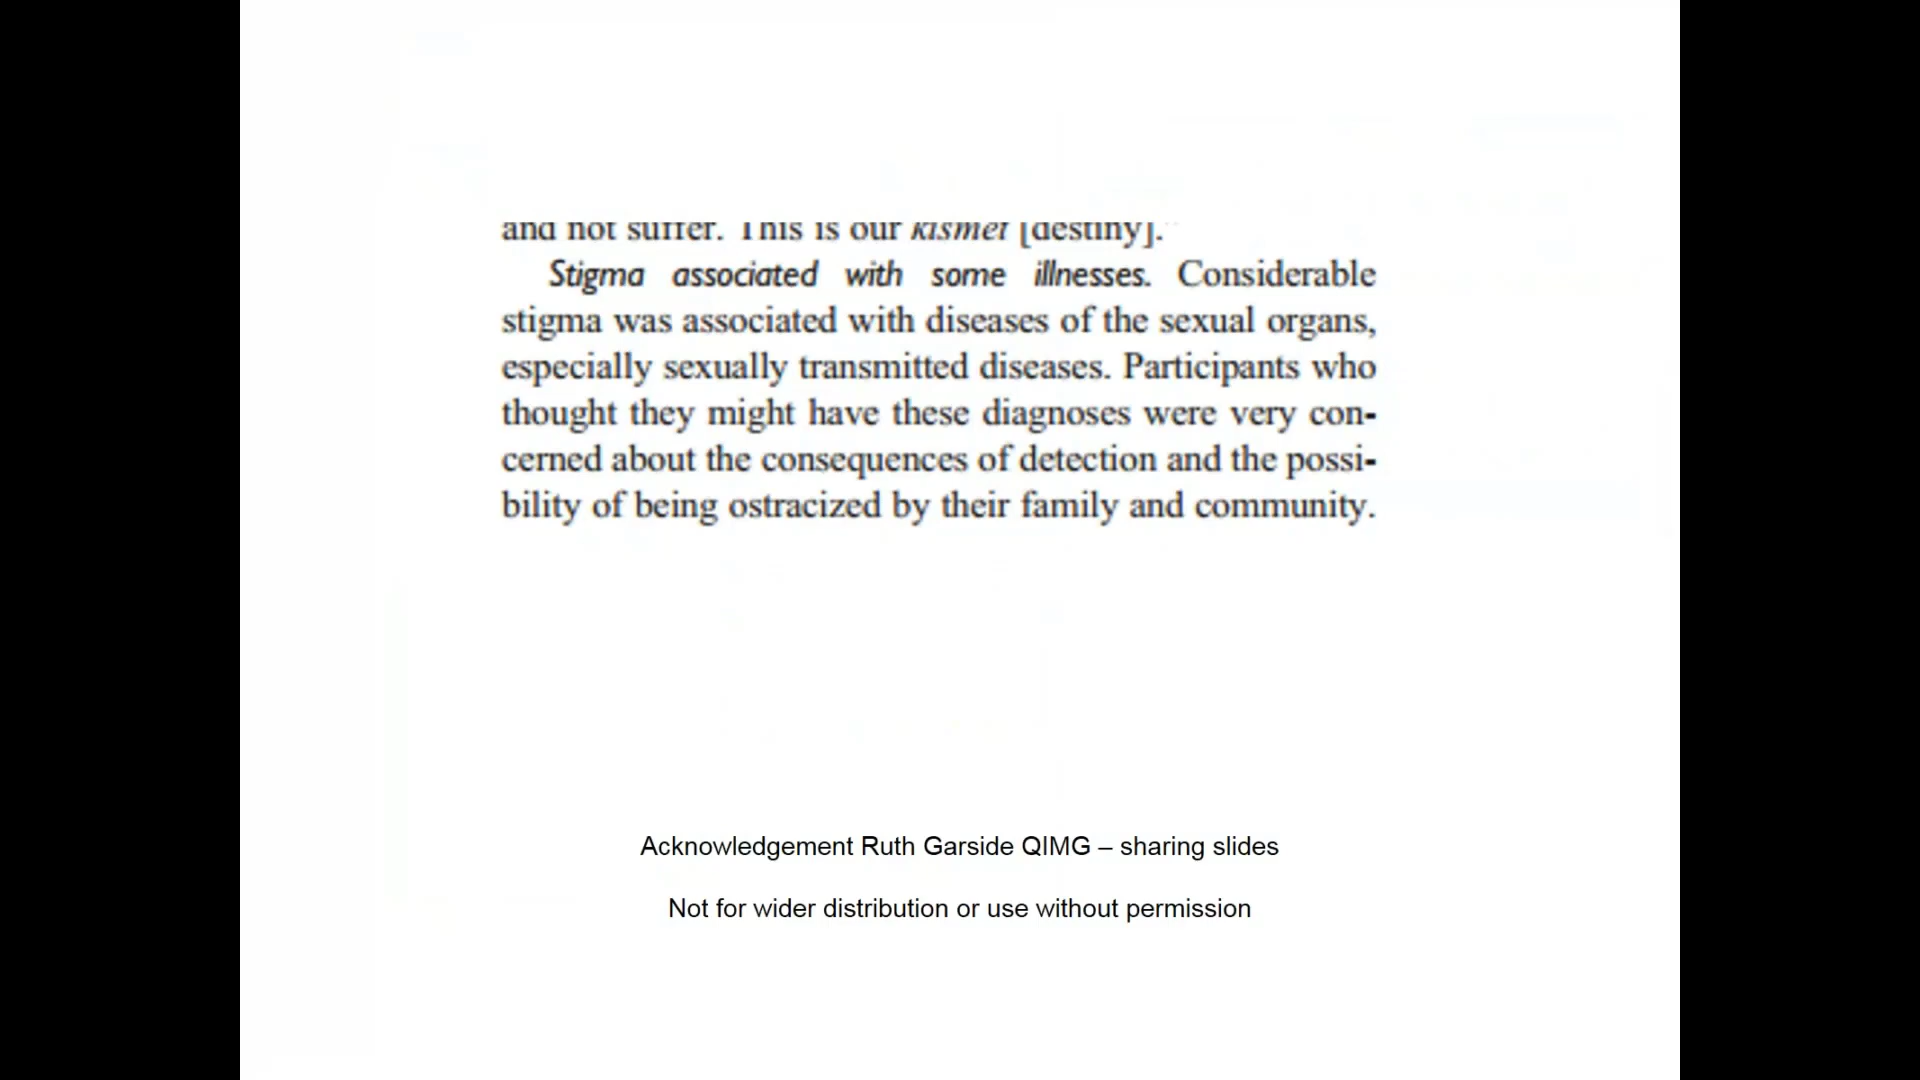 and not suffer. This is our kismet [destiny]."
Stigma associated with some illnesses. Considerable
stigma was associated with diseases of the sexual organs,
especially sexually transmitted diseases. Participants who
thought they might have these diagnoses were very con-
cerned about the consequences of detection and the possi-
bility of being ostracized by their family and community.
Acknowledgement Ruth Garside QIMG – sharing slides
Not for wider distribution or use without permission